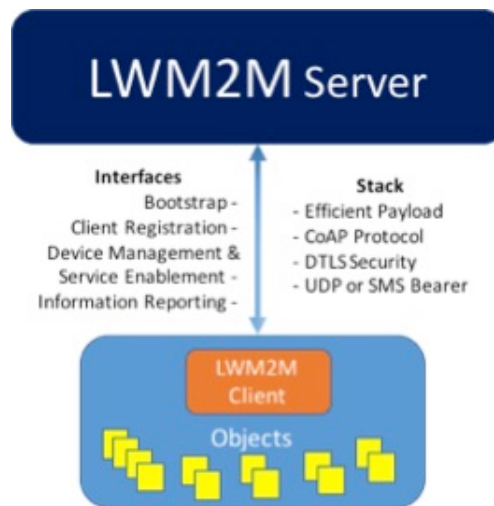 LWM2M Server
Interfaces
Bootstrap -
Client Registration -
Device Management &
Service Enablement -
Information Reporting -
Stack
- Efficient Payload
- CoAP Protocol
- DTLS Security
- UDP or SMS Bearer
LWM2M
Client
Objects